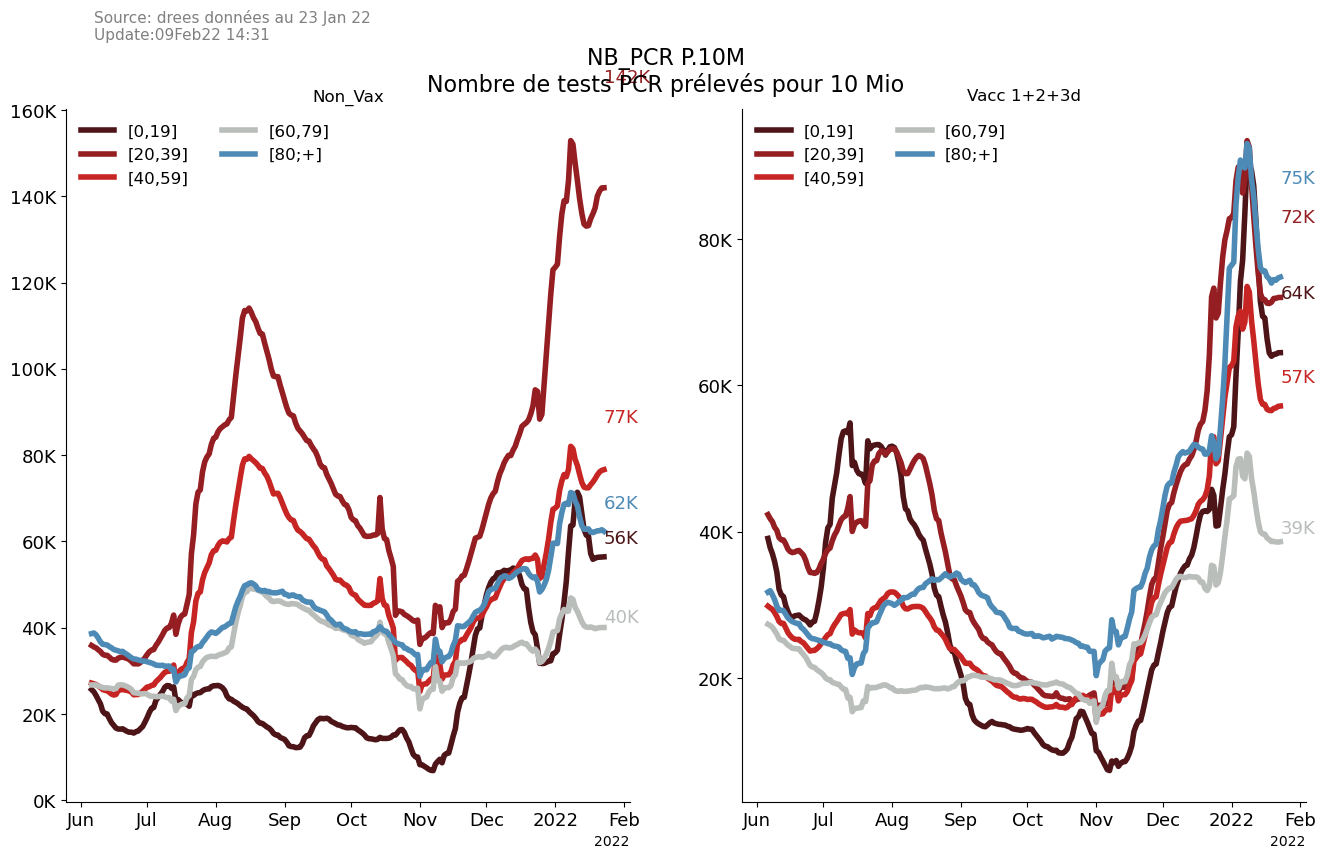 Source: drees données au 23 Jan 22
Update:09Feb22 14:31
NB_PCR P.10M
Nombre de tests PCR prélevés pour 10 Mio
Non_Vax
[0,19]
[20,39]
[40,59]
[60,79]
[80;+]
160K
140K
120K
100K
80K
60K
40K
20K
0K
142K
77K
62K
56K
40K
Jun Jul Aug Sep Oct Nov Dec 2022 Feb
2022
Vacc 1+2+3d
[0,19]
[20,39]
[40,59]
[60,79]
[80;+]
80K
60K
40K
20K
75K
72K
64K
57K
39K
Jun Jul Aug Sep Oct Nov Dec 2022 Feb
2022